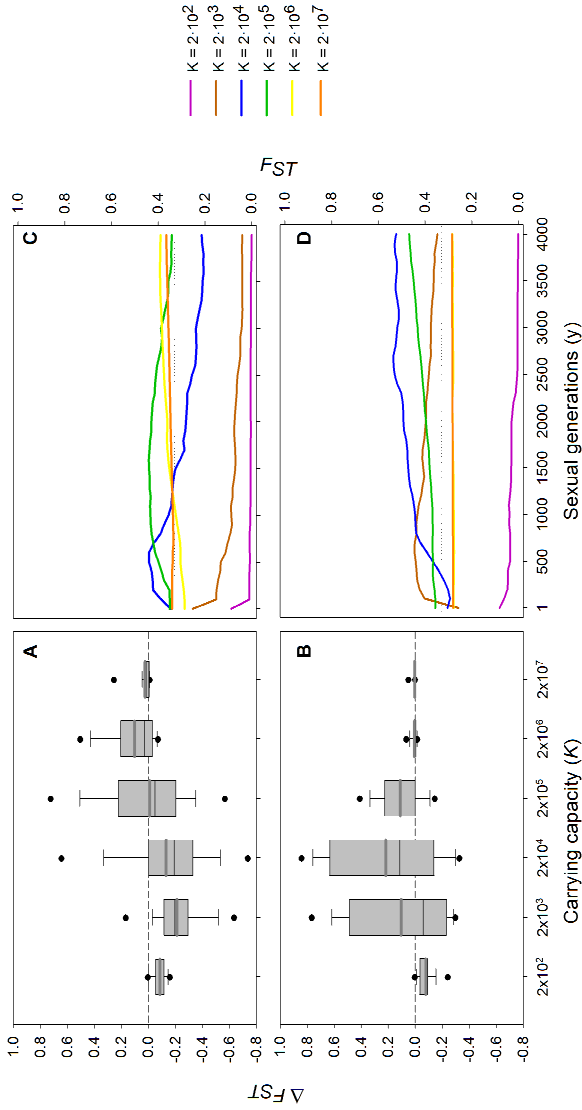 A
1.0
0.8
0.6
0.4
0.2
0.0
-0.2
-0.4
-0.6
-0.8
C
1.0
0.8
0.6
0.4
0.2
0.0
B
1.0
0.8
0.6
0.4
0.2
0.0
-0.2
-0.4
-0.6
-0.8
2x10²
2x10³
2x10⁴
2x10⁵
2x10⁶
2x10⁷
Carrying capacity (K)
Δ FST
D
1.0
0.8
0.6
0.4
0.2
0.0
1
500
1000
1500
2000
2500
3000
3500
4000
Sexual generations (y)
FST
K = 2·10²
K = 2·10³
K = 2·10⁴
K = 2·10⁵
K = 2·10⁶
K = 2·10⁷